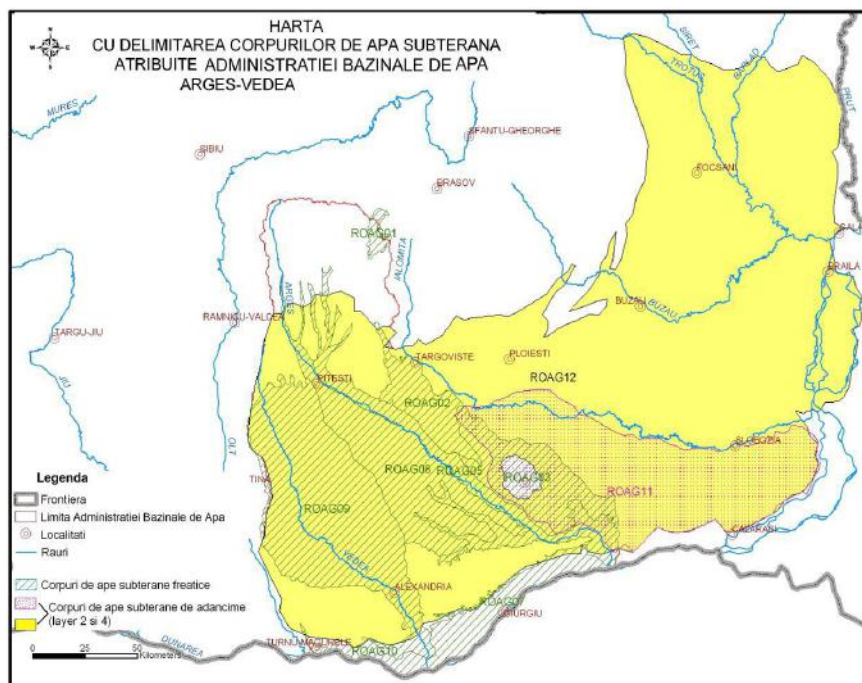 HARTA
CU DELIMITAREA CORPURILOR DE APA SUBTERANA
ATRIBUITE ADMINISTRATIEI BAZINALE DE APA
ARGES-VEDEA
N
W
E
S
SIRET
TROTUS
BARLAD
PRUT
MURES
SFANTU-GHEORGHE
SIBIU
FOCSANI
BRASOV
ROAG01
IALOMITA
BRAILA
ARGES
BUZAU
BUZAU
RAMNICU-VALCEA
TARGU-JIU
TARGOVISTE
PLOIESTI
JIU
PITESTI
ROAG12
ROAG02
OLT
SLOBOZIA
ROAG08
ROAG05
ROAG03
ROAG11
ROAG09
CALARASI
VEDEA
ALEXANDRIA
GIURGIU
TURNU-MAGURELE
ROAG10
DUNAREA
Legenda
Frontiera
Limita Administratiei Bazinale de Apa
Localitati
Rauri
Corpuri de ape subterane freatice
Corpuri de ape subterane de adancime
(layer 2 si 4)
0 25 50
Kilometers